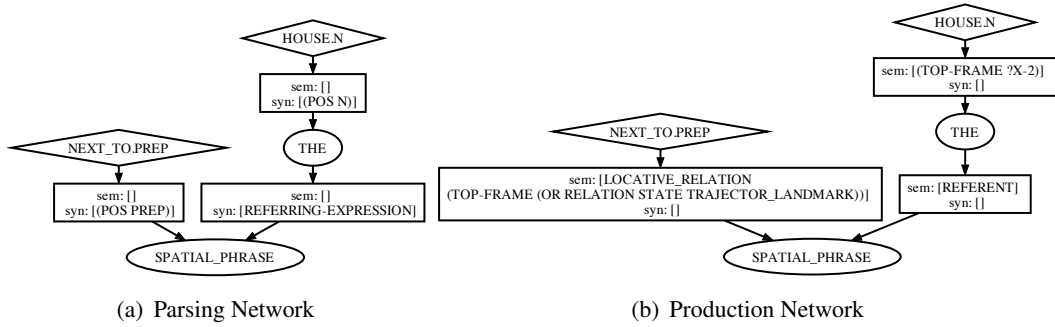 HOUSE.N
sem: []
syn: [(POS N)]
THE
NEXT_TO.PREP
sem: []
syn: [(POS PREP)]
sem: []
syn: [REFERRING-EXPRESSION]
SPATIAL_PHRASE
(a) Parsing Network
HOUSE.N
sem: [(TOP-FRAME ?X-2)]
syn: []
THE
NEXT_TO.PREP
sem: [LOCATIVE_RELATION
(TOP-FRAME (OR RELATION STATE TRAJECTOR_LANDMARK))]
syn: []
sem: [REFERENT]
syn: []
SPATIAL_PHRASE
(b) Production Network